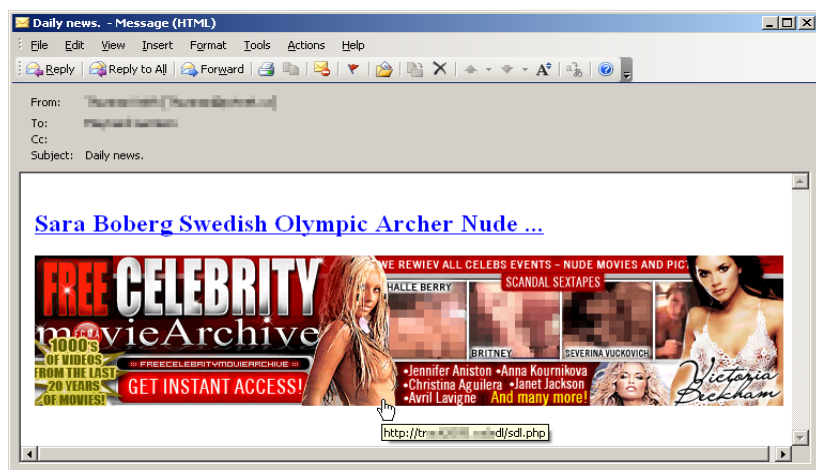 Daily news. - Message (HTML)
File Edit View Insert Format Tools Actions Help
Reply Reply to All Forward
From:
To:
Cc:
Subject: Daily news.
Sara Boberg Swedish Olympic Archer Nude ...
WE REWIEV ALL CELEBS EVENTS - NUDE MOVIES AND PIC
FREE CELEBRITY
HALLE BERRY
SCANDAL SEXTAPES
movieArchive
BRITNEY
SEVERINA VUCKOVICH
1000's
OF VIDEOS
FROM THE LAST
20 YEARS
OF MOVIES!
FREECELEBRITYMOVIEARCHIVE
GET INSTANT ACCESS!
•Jennifer Aniston •Anna Kournikova
•Christina Aguilera •Janet Jackson
•Avril Lavigne And many more!
Victoria
Beckham
http://tr dl/sdl.php